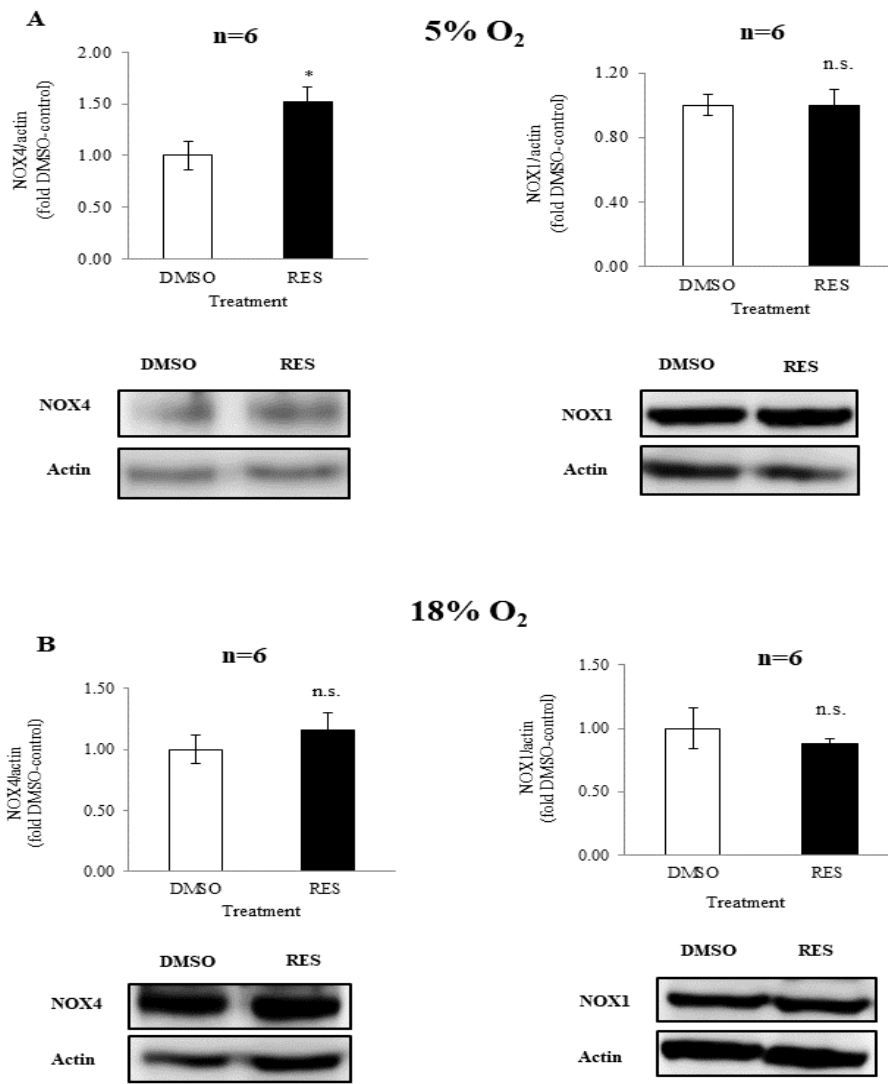 A
5% O₂
n=6
NOX4/actin
(fold DMSO-control)
2.00
1.50
1.00
0.50
0.00
*
DMSO
RES
Treatment
n=6
NOX1/actin
(fold DMSO-control)
1.20
0.80
0.40
0.00
n.s.
DMSO
RES
Treatment
DMSO
RES
NOX4
Actin
DMSO
RES
NOX1
Actin
18% O₂
B
n=6
NOX4/actin
(fold DMSO-control)
1.50
1.00
0.50
0.00
n.s.
DMSO
RES
Treatment
n=6
NOX1/actin
(fold DMSO-control)
1.50
1.00
0.50
0.00
n.s.
DMSO
RES
Treatment
DMSO
RES
NOX4
Actin
DMSO
RES
NOX1
Actin